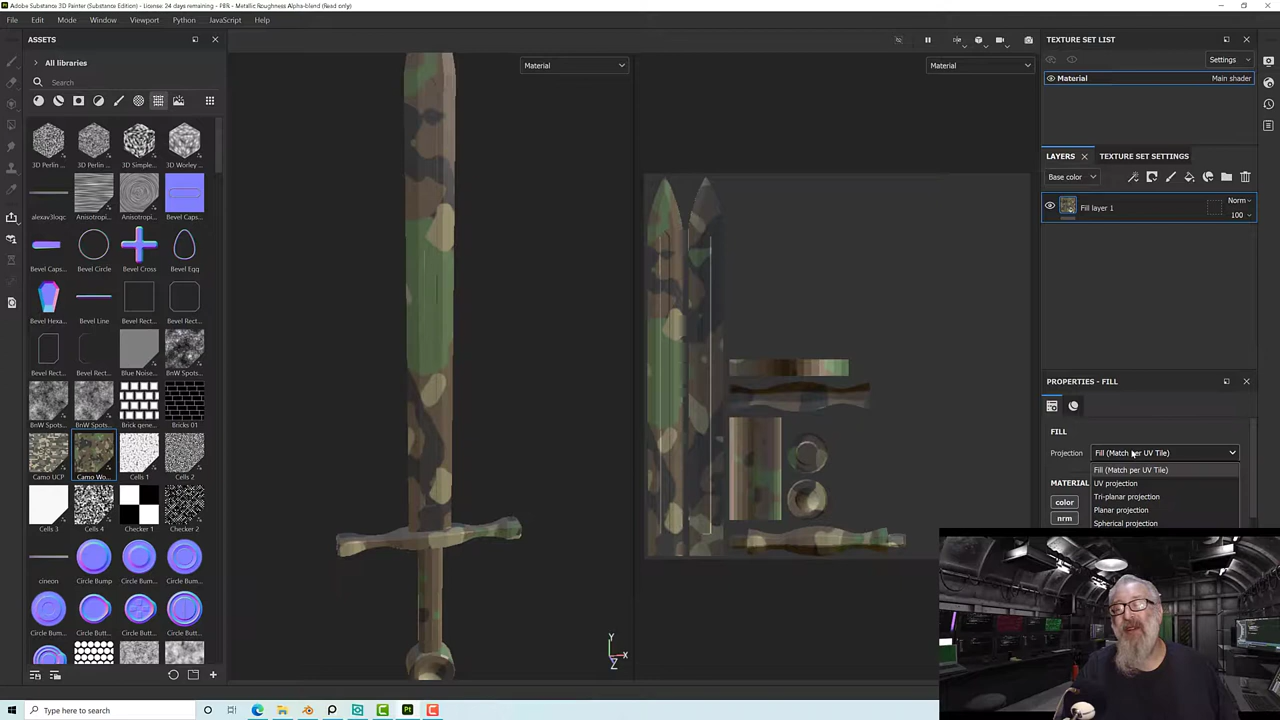 Adobe Substance 3D Painter (Substance Edition) - License: 24 days remaining - PBR - Metallic Roughness Alpha-blend (Read only)
File Edit Mode Window Viewport Python JavaScript Help
ASSETS
All libraries
Search
3D Perlin ... 3D Perlin ... 3D Simple... 3D Worley ...
alexav3loqc Anisotropi... Anisotropi... Bevel Caps...
Bevel Caps... Bevel Circle Bevel Cross Bevel Egg
Bevel Hexa... Bevel Line Bevel Rect... Bevel Rect...
Bevel Rect... Bevel Rect... Blue Noise... BnW Spots...
BnW Spots... BnW Spots... Brick gene... Bricks 01
Camo UCP Camo Wo... Cells 1 Cells 2
Cells 3 Cells 4 Checker 1 Checker 2
cineon Circle Bump Circle Bum... Circle Bum...
Circle Bum... Circle Butt... Circle Butt... Circle Butt...
Material
Y
X
Z
Material
TEXTURE SET LIST
Settings
Material Main shader
LAYERS TEXTURE SET SETTINGS
Base color
Fill layer 1 Norm
100
PROPERTIES - FILL
FILL
Projection Fill (Match per UV Tile)
Fill (Match per UV Tile)
MATERIAL UV projection
Tri-planar projection
color
Planar projection
nrm
Spherical projection
Type here to search